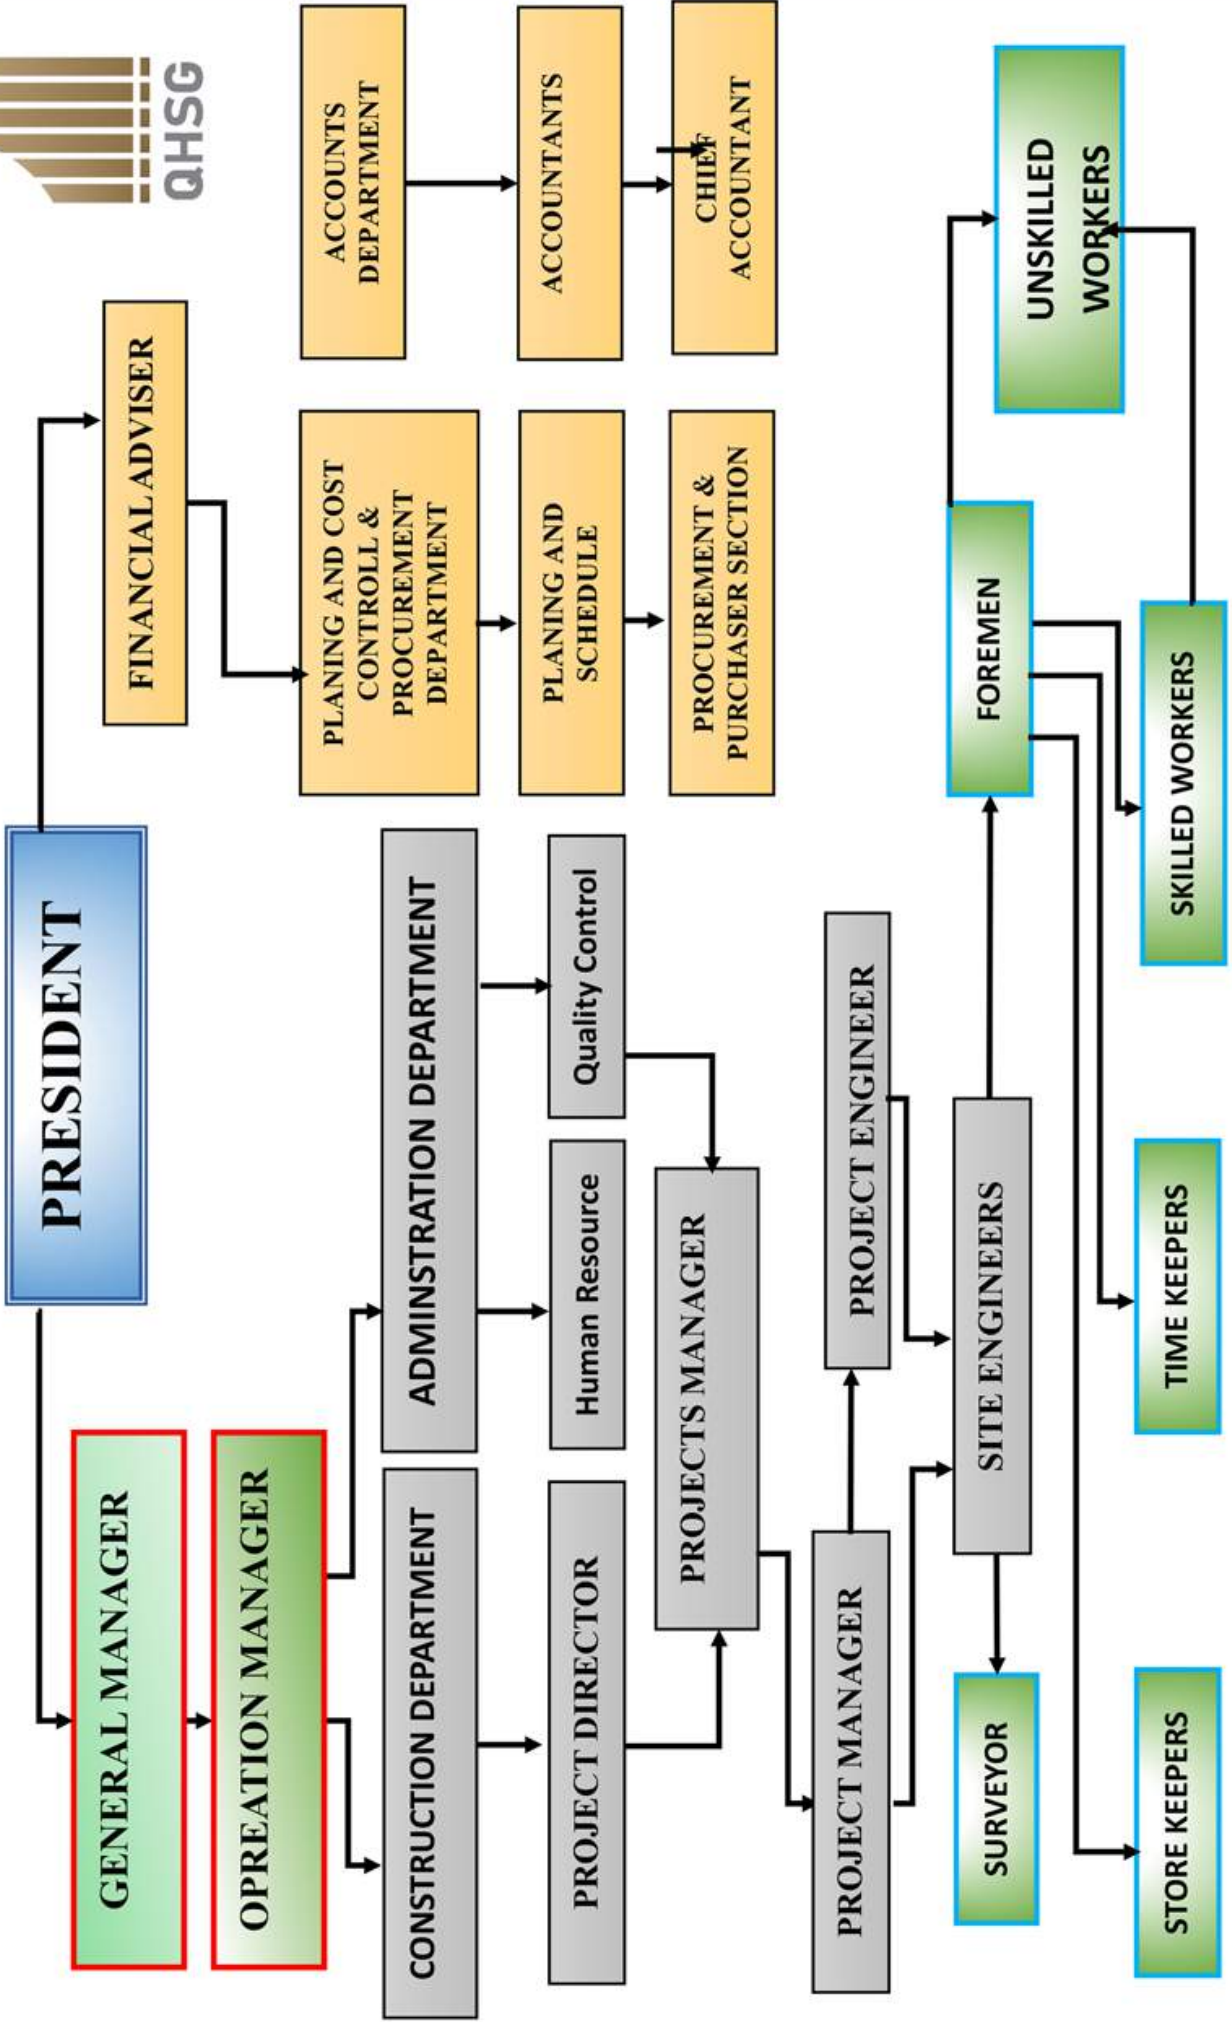 QHSG
PRESIDENT
GENERAL MANAGER
FINANCIAL ADVISER
OPREATION MANAGER
CONSTRUCTION DEPARTMENT
ADMINSTRATION DEPARTMENT
PLANING AND COST
CONTROLL &
PROCUREMENT
DEPARTMENT
ACCOUNTS
DEPARTMENT
PROJECT DIRECTOR
Human Resource
Quality Control
PLANING AND
SCHEDULE
ACCOUNTANTS
PROJECTS MANAGER
PROCUREMENT &
PURCHASER SECTION
CHIEF
ACCOUNTANT
PROJECT MANAGER
PROJECT ENGINEER
SURVEYOR
SITE ENGINEERS
FOREMEN
UNSKILLED
WORKERS
STORE KEEPERS
TIME KEEPERS
SKILLED WORKERS